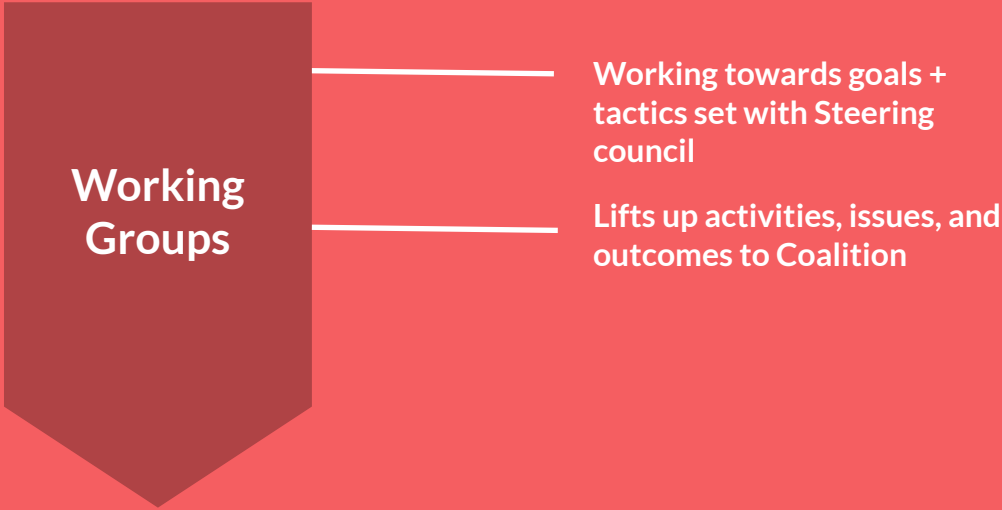 Working
Groups
Working towards goals +
tactics set with Steering
council
Lifts up activities, issues, and
outcomes to Coalition